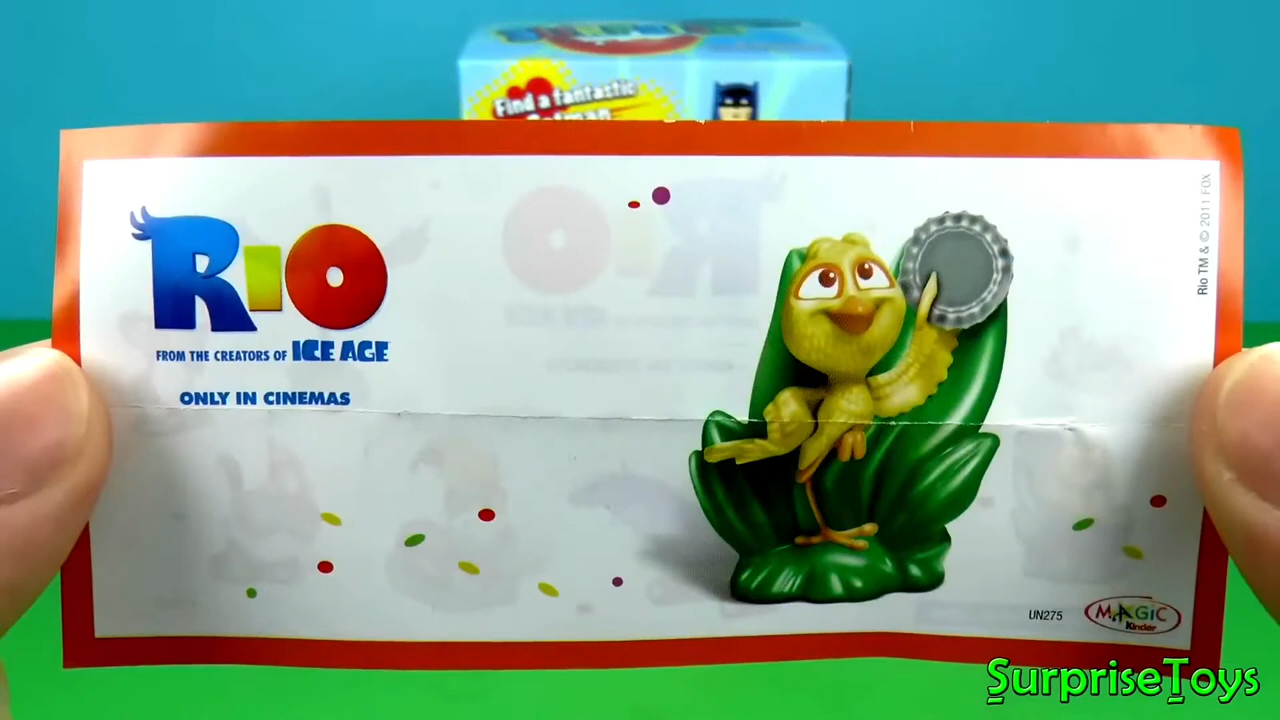 Find a fantastic
Batman
RIO
FROM THE CREATORS OF ICE AGE
ONLY IN CINEMAS
Rio TM & © 2011 FOX
UN275
MAGiC
Kinder
SurpriseToys